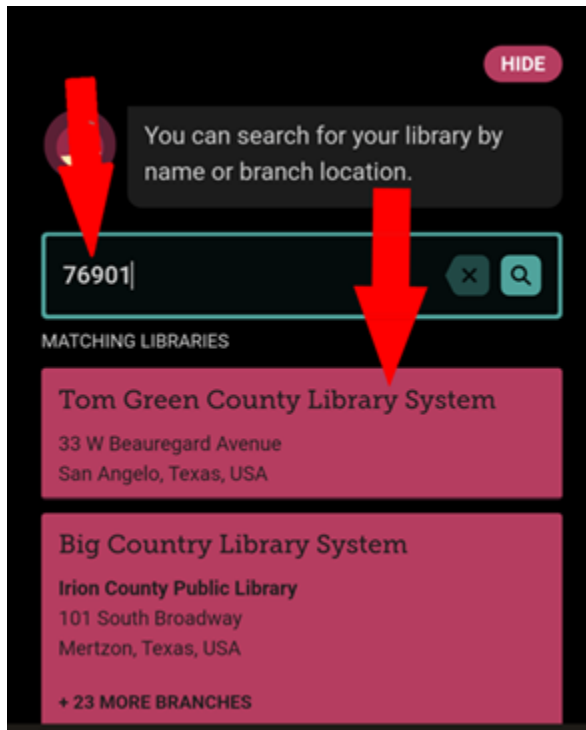 HIDE
You can search for your library by
name or branch location.
76901
MATCHING LIBRARIES
Tom Green County Library System
33 W Beauregard Avenue
San Angelo, Texas, USA
Big Country Library System
Irion County Public Library
101 South Broadway
Mertzon, Texas, USA
+ 23 MORE BRANCHES